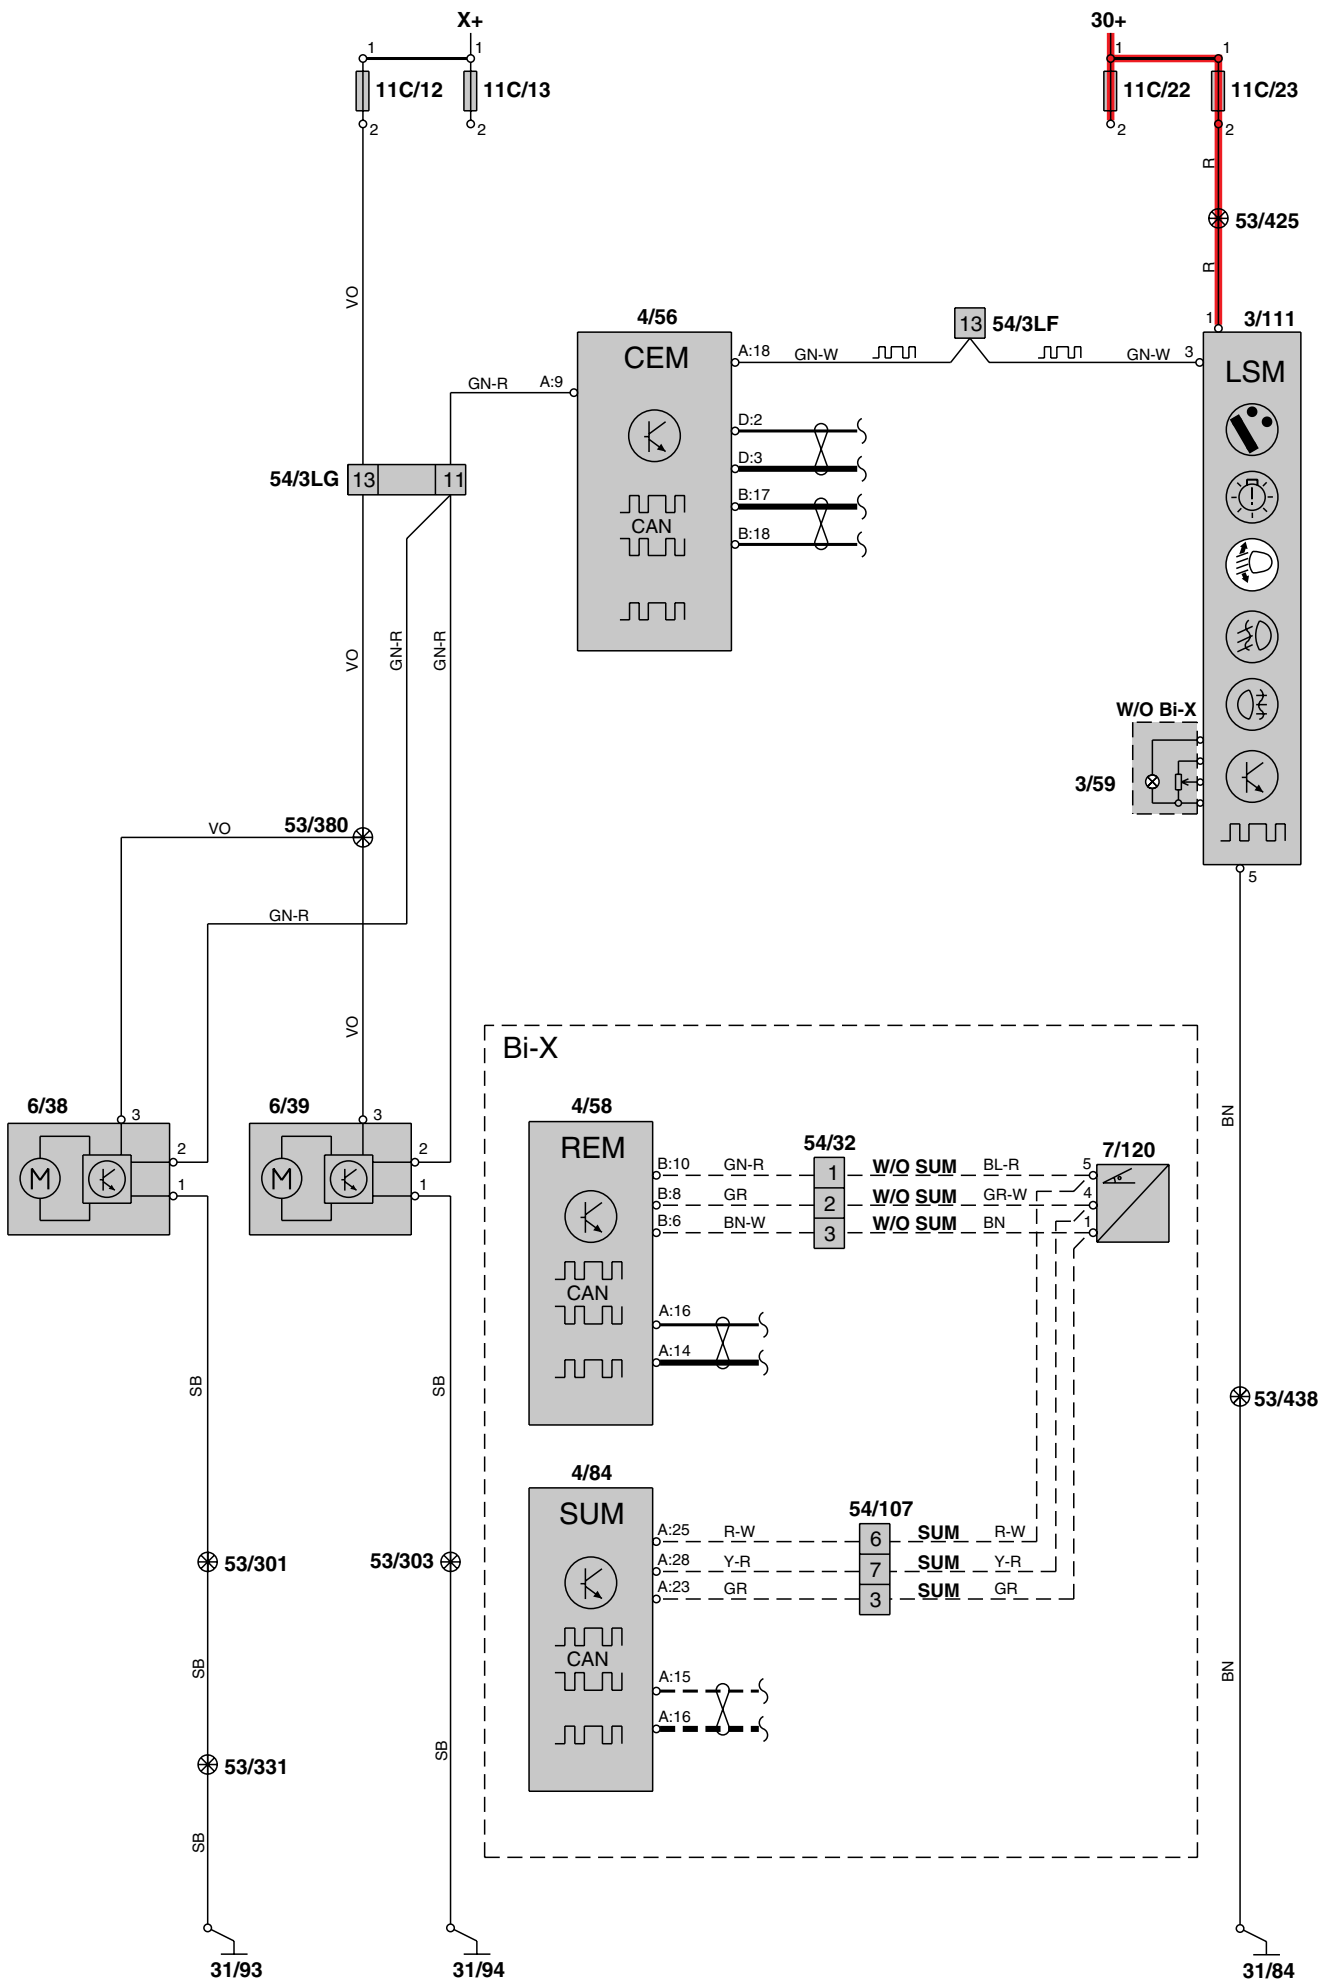 X+ 30+
1 1 1 1
11C/12 11C/13 11C/22 11C/23
2 2 2 2
R
53/425
VO
R
4/56 13 54/3LF 1 3/111
CEM A:18 GN-W GN-W 3 LSM
GN-R A:9
D:2
D:3
54/3LG 13 11
B:17
CAN
B:18
VO GN-R GN-R
W/O Bi-X
3/59
VO 53/380
5
GN-R
VO
Bi-X
6/38 6/39 4/58
3 3
BN
REM 54/32 7/120
2 2
B:10 GN-R 1 W/O SUM BL-R 5
M M
1 1
B:8 GR 2 W/O SUM GR-W 4
B:6 BN-W 3 W/O SUM BN 1
CAN
A:16
A:14
SB SB
53/438
4/84
SUM 54/107
A:25 R-W 6 SUM R-W
53/301 53/303
A:28 Y-R 7 SUM Y-R
A:23 GR 3 SUM GR
CAN
SB BN
A:15
A:16
SB
53/331
SB
31/93 31/94 31/84